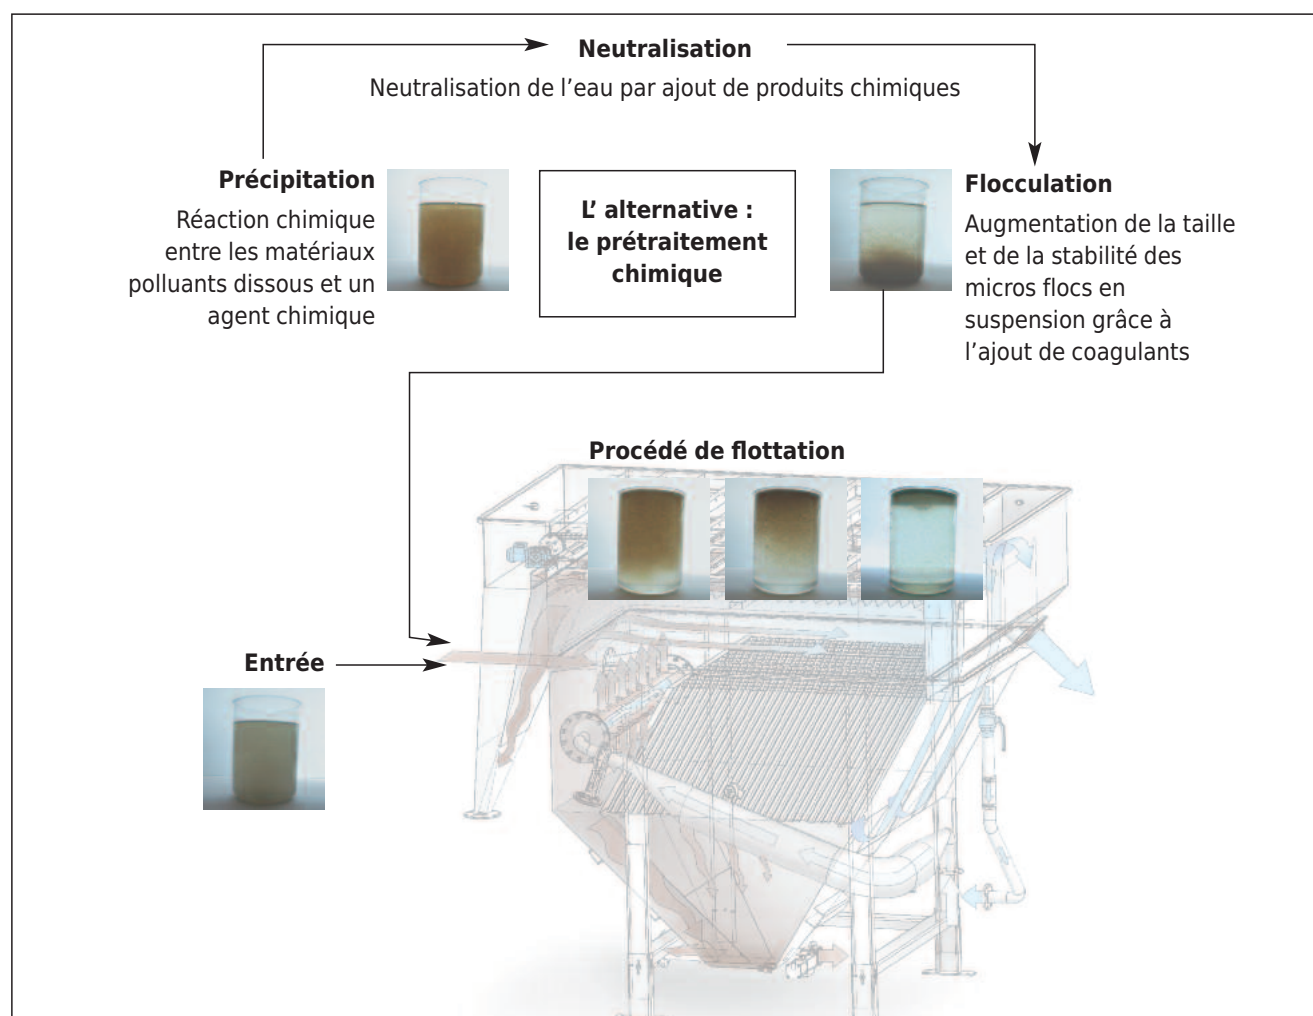 Neutralisation
Neutralisation de l’eau par ajout de produits chimiques
Précipitation
Réaction chimique
entre les matériaux
polluants dissous et un
agent chimique
L’ alternative :
le prétraitement
chimique
Flocculation
Augmentation de la taille
et de la stabilité des
micros flocs en
suspension grâce à
l’ajout de coagulants
Procédé de flottation
Entrée